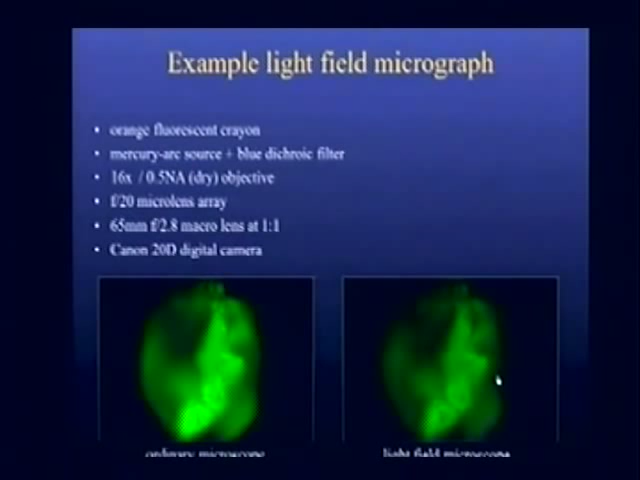 Example light field micrograph
• orange fluorescent crayon
• mercury-arc source + blue dichroic filter
• 16x / 0.5NA (dry) objective
• f/20 microlens array
• 65mm f/2.8 macro lens at 1:1
• Canon 20D digital camera
ordinary microscope
light field microscope